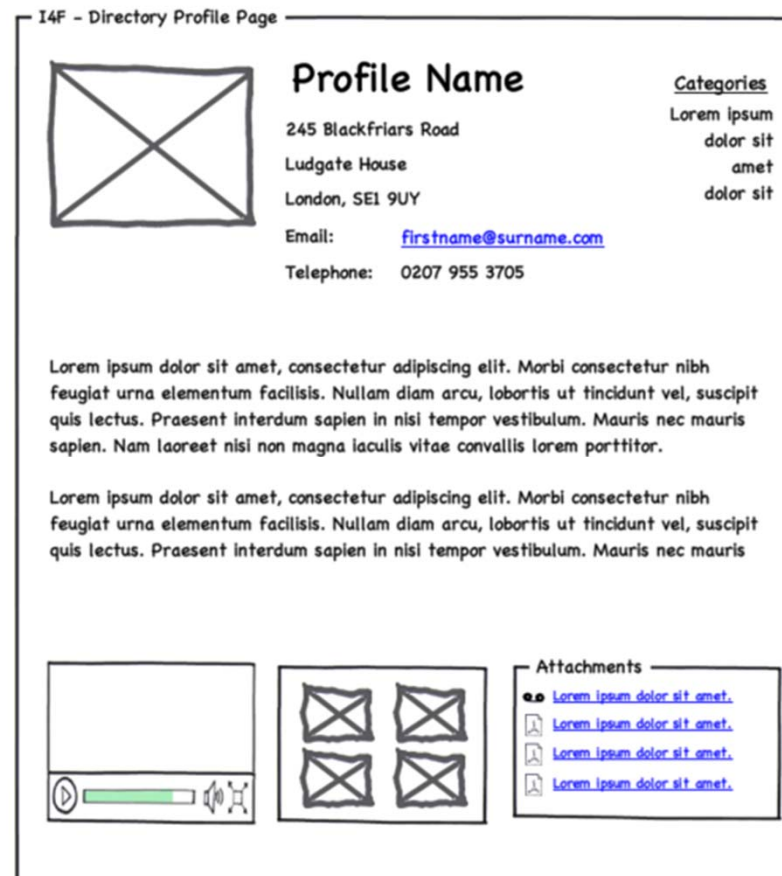 I4F - Directory Profile Page
Profile Name
245 Blackfriars Road
Ludgate House
London, SE1 9UY
Email: firstname@surname.com
Telephone: 0207 955 3705
Categories
Lorem ipsum
dolor sit
amet
dolor sit
Lorem ipsum dolor sit amet, consectetur adipiscing elit. Morbi consectetur nibh
feugiat urna elementum facilisis. Nullam diam arcu, lobortis ut tincidunt vel, suscipit
quis lectus. Praesent interdum sapien in nisi tempor vestibulum. Mauris nec mauris
sapien. Nam laoreet nisi non magna iaculis vitae convallis lorem porttitor.
Lorem ipsum dolor sit amet, consectetur adipiscing elit. Morbi consectetur nibh
feugiat urna elementum facilisis. Nullam diam arcu, lobortis ut tincidunt vel, suscipit
quis lectus. Praesent interdum sapien in nisi tempor vestibulum. Mauris nec mauris
Attachments
Lorem ipsum dolor sit amet.
Lorem ipsum dolor sit amet.
Lorem ipsum dolor sit amet.
Lorem ipsum dolor sit amet.